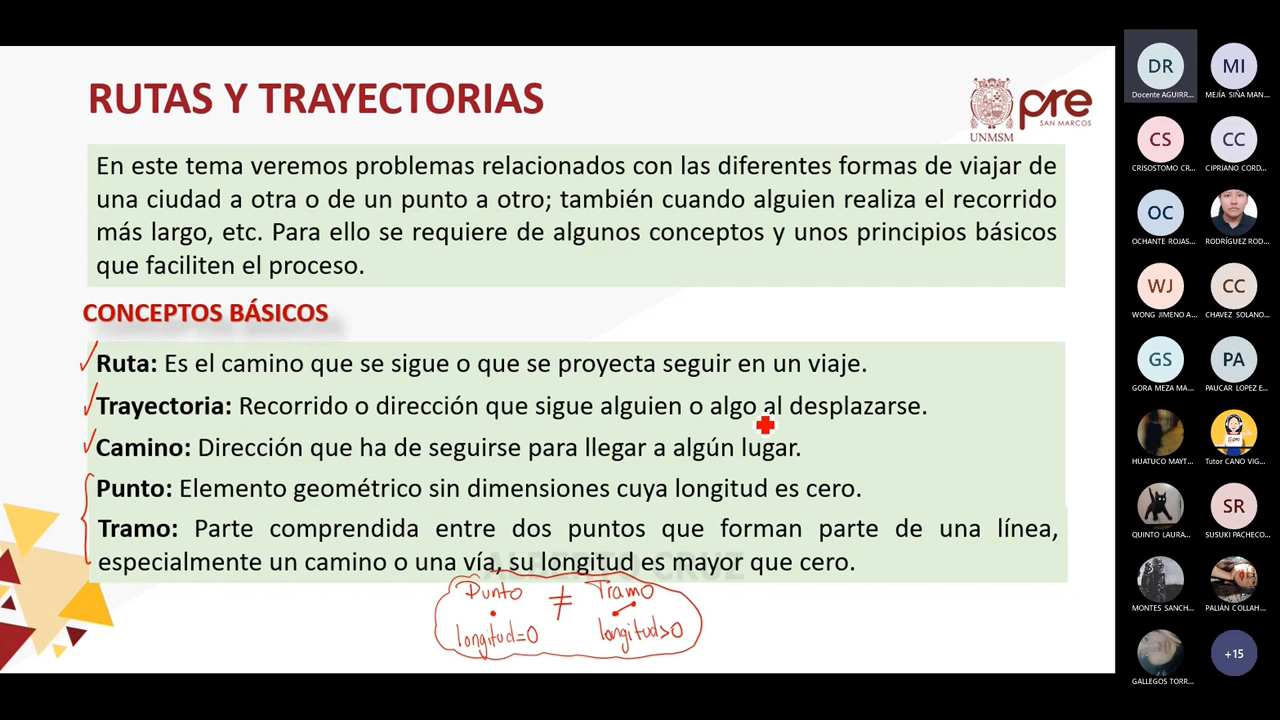 RUTAS Y TRAYECTORIAS
UNMSM
pre
SAN MARCOS
En este tema veremos problemas relacionados con las diferentes formas de viajar de
una ciudad a otra o de un punto a otro; también cuando alguien realiza el recorrido
más largo, etc. Para ello se requiere de algunos conceptos y unos principios básicos
que faciliten el proceso.
CONCEPTOS BÁSICOS
Ruta: Es el camino que se sigue o que se proyecta seguir en un viaje.
Trayectoria: Recorrido o dirección que sigue alguien o algo al desplazarse.
Camino: Dirección que ha de seguirse para llegar a algún lugar.
Punto: Elemento geométrico sin dimensiones cuya longitud es cero.
Tramo: Parte comprendida entre dos puntos que forman parte de una línea,
especialmente un camino o una vía, su longitud es mayor que cero.
ALBERTO CRUZ
Punto ≠ Tramo
longitud=0 longitud>0
DR MI
Docente AGUIRR... MEJÍA SIÑA MAN...
CS CC
CRISOSTOMO CR... CIPRIANO CORD...
OC
OCHANTE ROJAS... RODRÍGUEZ ROD...
WJ CC
WONG JIMENO A... CHAVEZ SOLANO...
GS PA
GORA MEZA MA... PAUCAR LOPEZ E...
HUATUCO MAYT... Tutor CANO VIG...
SR
QUINTO LAURA... SUSUKI PACHECO...
MONTES SANCH... PALIÁN COLLAH...
+15
GALLEGOS TORR...